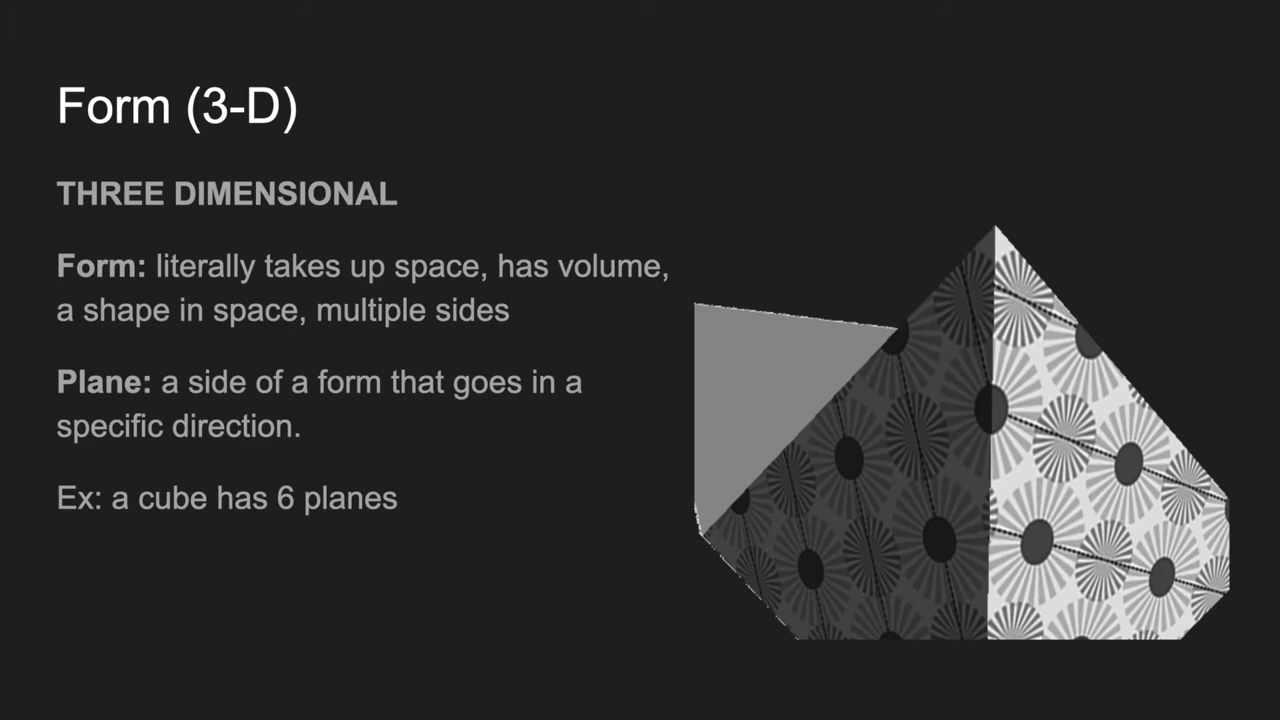 Form (3-D)
THREE DIMENSIONAL
Form: literally takes up space, has volume,
a shape in space, multiple sides
Plane: a side of a form that goes in a
specific direction.
Ex: a cube has 6 planes